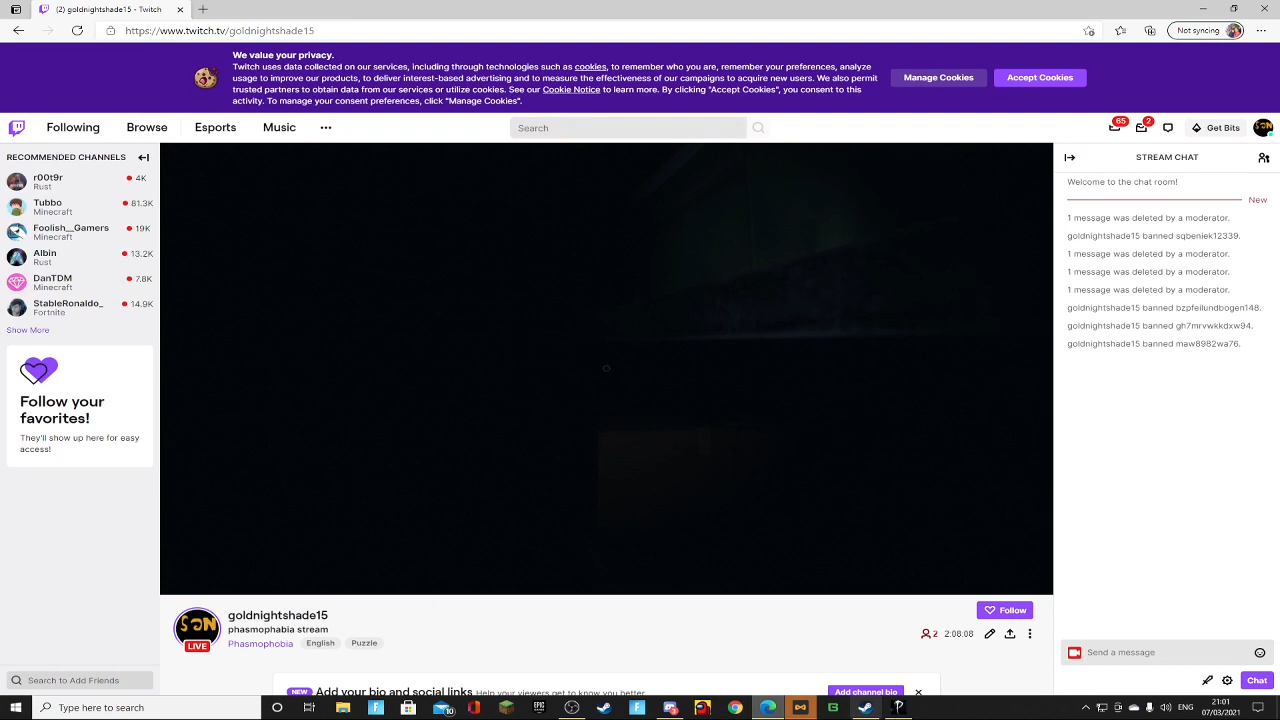 (2) goldnightshade15 - Twitch
https://www.twitch.tv/goldnightshade15
Not syncing
We value your privacy.
Twitch uses data collected on our services, including through technologies such as cookies, to remember who you are, remember your preferences, analyze
usage to improve our products, to deliver interest-based advertising and to measure the effectiveness of our campaigns to acquire new users. We also permit
trusted partners to obtain data from our services or utilize cookies. See our Cookie Notice to learn more. By clicking "Accept Cookies", you consent to this
activity. To manage your consent preferences, click "Manage Cookies".
Manage Cookies
Accept Cookies
Following
Browse
Esports
Music
Search
65
2
Get Bits
RECOMMENDED CHANNELS
r00t9r
4K
Rust
Tubbo
81.3K
Minecraft
Foolish__Gamers
19K
Minecraft
Albin
13.2K
Rust
DanTDM
7.8K
Minecraft
StableRonaldo_
14.9K
Fortnite
Show More
Follow your
favorites!
They'll show up here for easy
access!
Search to Add Friends
STREAM CHAT
Welcome to the chat room!
New
1 message was deleted by a moderator.
goldnightshade15 banned sqbeniek12339.
1 message was deleted by a moderator.
1 message was deleted by a moderator.
1 message was deleted by a moderator.
goldnightshade15 banned bzpfeilundbogen148.
goldnightshade15 banned gh7mrvwkkdxw94.
goldnightshade15 banned maw8982wa76.
Send a message
Chat
SGN
LIVE
goldnightshade15
phasmophabia stream
Phasmophobia
English
Puzzle
Follow
2
2:08:08
NEW
Add your bio and social links
Help your viewers get to know you better
Add channel bio
Type here to search
EPIC
21:01
07/03/2021